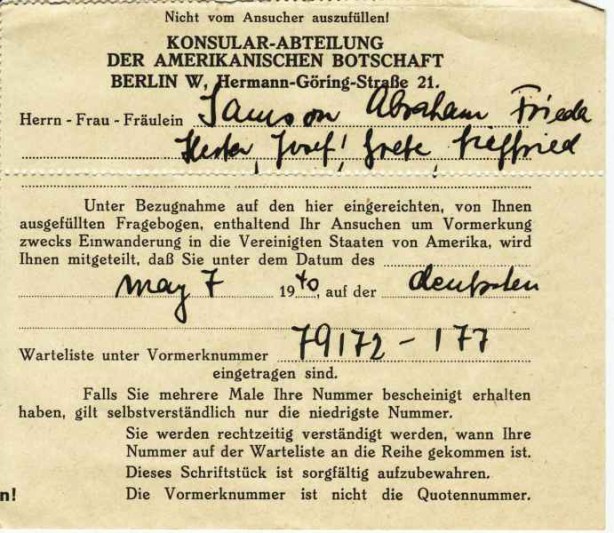 Nicht vom Ansucher auszufüllen!
KONSULAR-ABTEILUNG
DER AMERIKANISCHEN BOTSCHAFT
BERLIN W, Hermann-Göring-Straße 21.
Herrn - Frau - Fräulein Samson Abraham Frieda
Hester, Josef, Grete, Siegfried
Unter Bezugnahme auf den hier eingereichten, von Ihnen
ausgefüllten Fragebogen, enthaltend Ihr Ansuchen um Vormerkung
zwecks Einwanderung in die Vereinigten Staaten von Amerika, wird
Ihnen mitgeteilt, daß Sie unter dem Datum des
May 7 1940, auf der deutschen
Warteliste unter Vormerknummer 79172 - 177
eingetragen sind.
Falls Sie mehrere Male Ihre Nummer bescheinigt erhalten
haben, gilt selbstverständlich nur die niedrigste Nummer.
Sie werden rechtzeitig verständigt werden, wann Ihre
Nummer auf der Warteliste an die Reihe gekommen ist.
Dieses Schriftstück ist sorgfältig aufzubewahren.
n! Die Vormerknummer ist nicht die Quotennummer.